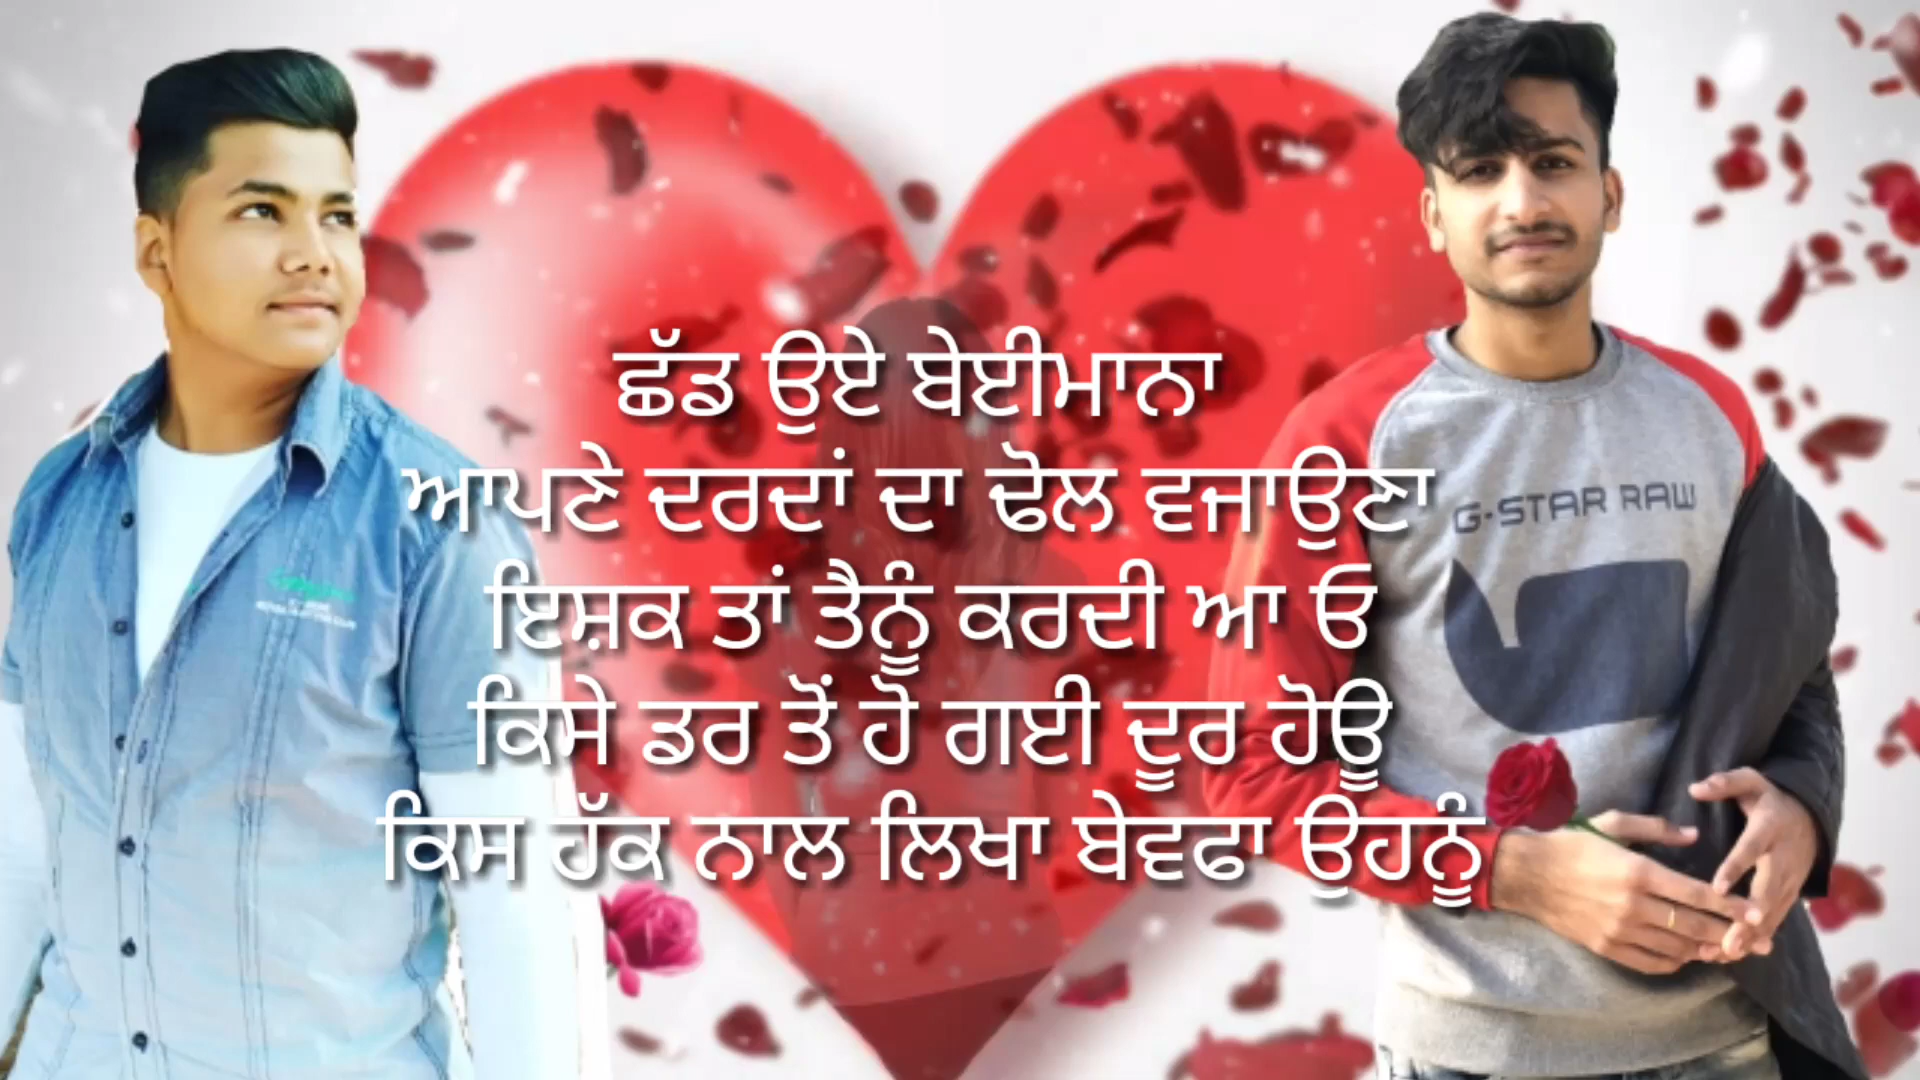 ਛੱਡ ਉਏ ਬੇਈਮਾਨਾ
ਆਪਣੇ ਦਰਦਾਂ ਦਾ ਢੋਲ ਵਜਾਉਣਾ
ਇਸ਼ਕ ਤਾਂ ਤੈਨੂੰ ਕਰਦੀ ਆ ਓ
ਕਿਸੇ ਡਰ ਤੋਂ ਹੋ ਗਈ ਦੂਰ ਹੋਊ
ਕਿਸ ਹੱਕ ਨਾਲ ਲਿਖਾ ਬੇਵਫਾ ਉਹਨੂੰ
G-STAR RAW